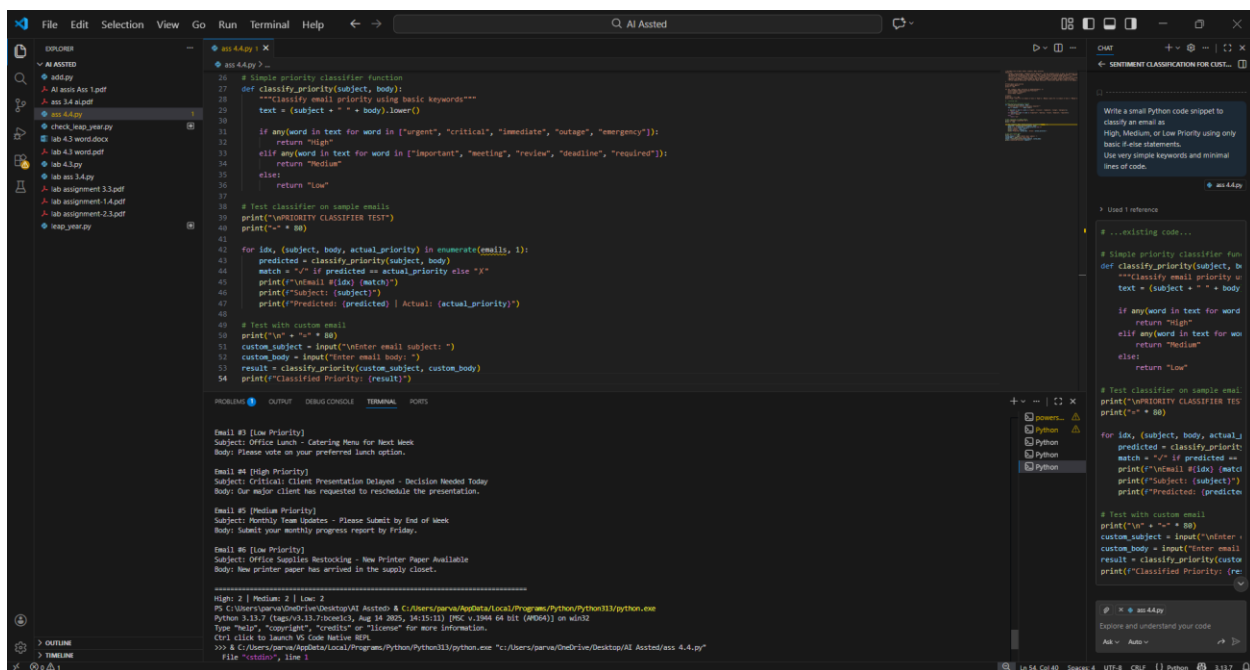 File Edit Selection View Go Run Terminal Help
AI Assted
EXPLORER
AI ASSTED
add.py
AI assis Ass 1.pdf
ass 3.4 ai.pdf
ass 4.4.py 1
check_leap_year.py
lab 4.3 word.docx
lab 4.3 word.pdf
lab 4.3.py
lab ass 3.4.py
lab assignment 3.3.pdf
lab assignment-1.4.pdf
lab assignment-2.3.pdf
leap_year.py
OUTLINE
TIMELINE
ass 4.4.py 1
ass 4.4.py > ...
26 # Simple priority classifier function
27 def classify_priority(subject, body):
28 """Classify email priority using basic keywords"""
29 text = (subject + " " + body).lower()
30
31 if any(word in text for word in ["urgent", "critical", "immediate", "outage", "emergency"]):
32 return "High"
33 elif any(word in text for word in ["important", "meeting", "review", "deadline", "required"]):
34 return "Medium"
35 else:
36 return "Low"
37
38 # Test classifier on sample emails
39 print("\nPRIORITY CLASSIFIER TEST")
40 print("=" * 80)
41
42 for idx, (subject, body, actual_priority) in enumerate(emails, 1):
43 predicted = classify_priority(subject, body)
44 match = "✓" if predicted == actual_priority else "✗"
45 print(f"\nEmail #{idx} {match}")
46 print(f"Subject: {subject}")
47 print(f"Predicted: {predicted} | Actual: {actual_priority}")
48
49 # Test with custom email
50 print("\n" + "=" * 80)
51 custom_subject = input("\nEnter email subject: ")
52 custom_body = input("Enter email body: ")
53 result = classify_priority(custom_subject, custom_body)
54 print(f"Classified Priority: {result}")
PROBLEMS 1 OUTPUT DEBUG CONSOLE TERMINAL PORTS
Email #3 [Low Priority]
Subject: Office Lunch - Catering Menu for Next Week
Body: Please vote on your preferred lunch option.
Email #4 [High Priority]
Subject: Critical: Client Presentation Delayed - Decision Needed Today
Body: Our major client has requested to reschedule the presentation.
Email #5 [Medium Priority]
Subject: Monthly Team Updates - Please Submit by End of Week
Body: Submit your monthly progress report by Friday.
Email #6 [Low Priority]
Subject: Office Supplies Restocking - New Printer Paper Available
Body: New printer paper has arrived in the supply closet.
================================================================================
High: 2 | Medium: 2 | Low: 2
PS C:\Users\parva\OneDrive\Desktop\AI Assted> & C:/Users/parva/AppData/Local/Programs/Python/Python313/python.exe
Python 3.13.7 (tags/v3.13.7:bceelc3, Aug 14 2025, 14:15:11) [MSC v.1944 64 bit (AMD64)] on win32
Type "help", "copyright", "credits" or "license" for more information.
Ctrl click to launch VS Code Native REPL
>>> & C:/Users/parva/AppData/Local/Programs/Python/Python313/python.exe "c:/Users/parva/OneDrive/Desktop/AI Assted/ass 4.4.py"
File "<stdin>", line 1
powers...
Python
Python
Python
Python
CHAT
SENTIMENT CLASSIFICATION FOR CUST...
Write a small Python code snippet to
classify an email as
High, Medium, or Low Priority using only
basic if-else statements.
Use very simple keywords and minimal
lines of code.
ass 4.4.py
> Used 1 reference
# ...existing code...
# Simple priority classifier fun
def classify_priority(subject, b
"""Classify email priority u
text = (subject + " " + body
if any(word in text for word
return "High"
elif any(word in text for wo
return "Medium"
else:
return "Low"
# Test classifier on sample emai
print("\nPRIORITY CLASSIFIER TES
print("=" * 80)
for idx, (subject, body, actual_
predicted = classify_priorit
match = "✓" if predicted ==
print(f"\nEmail #{idx} {matc
print(f"Subject: {subject}")
print(f"Predicted: {predicte
# Test with custom email
print("\n" + "=" * 80)
custom_subject = input("\nEnter
custom_body = input("Enter email
result = classify_priority(custo
print(f"Classified Priority: {re
ass 4.4.py
Explore and understand your code
Ask Auto
0 1 Ln 54, Col 40 Spaces: 4 UTF-8 CRLF {} Python 3.13.7